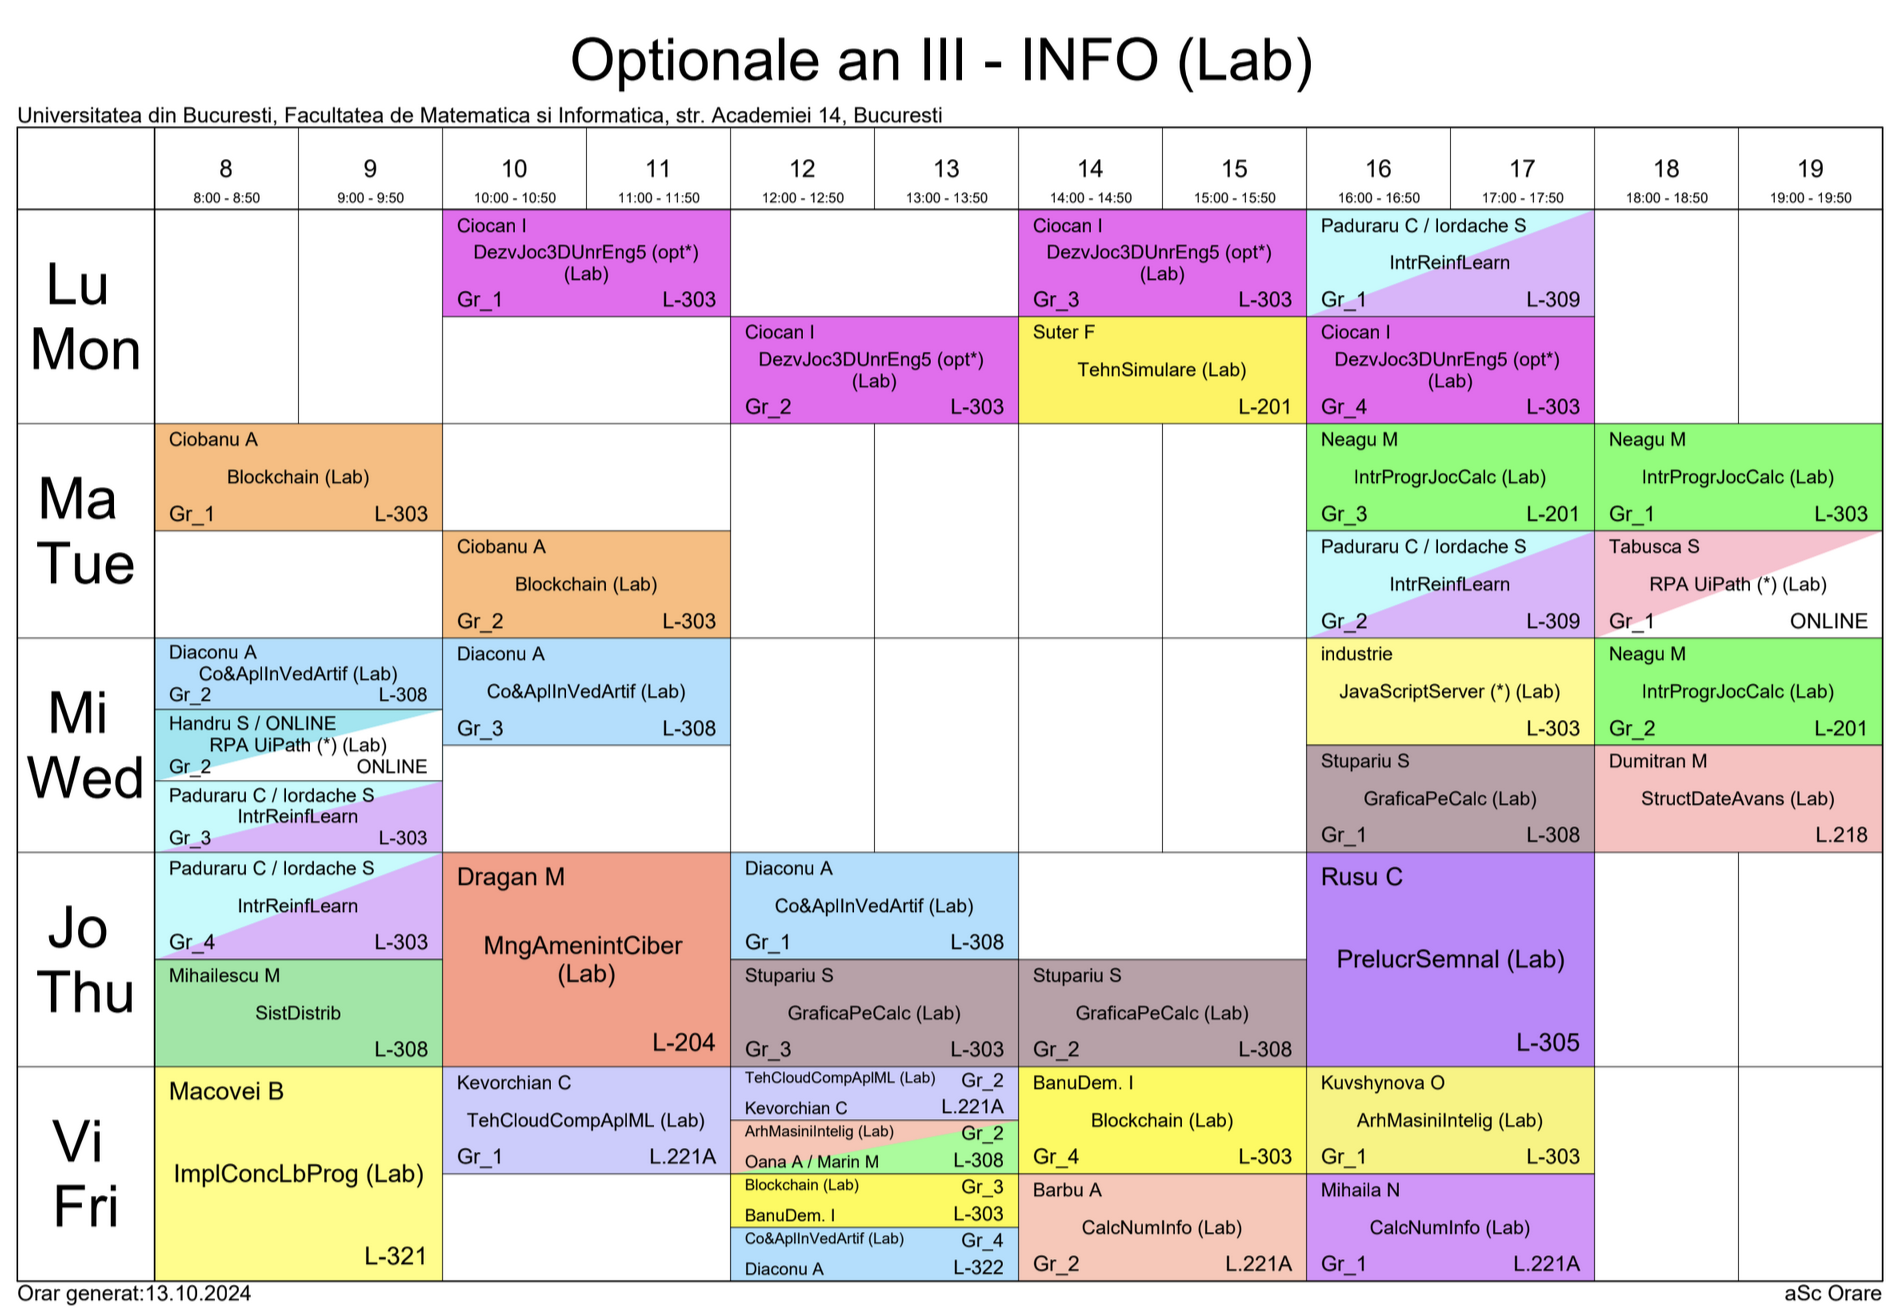 Optionale an III - INFO (Lab)
Universitatea din Bucuresti, Facultatea de Matematica si Informatica, str. Academiei 14, Bucuresti
8 9 10 11 12 13 14 15 16 17 18 19
8:00 - 8:50 9:00 - 9:50 10:00 - 10:50 11:00 - 11:50 12:00 - 12:50 13:00 - 13:50 14:00 - 14:50 15:00 - 15:50 16:00 - 16:50 17:00 - 17:50 18:00 - 18:50 19:00 - 19:50
Lu
Mon
Ciocan I
DezvJoc3DUnrEng5 (opt*)
(Lab)
Gr_1 L-303
Ciocan I
DezvJoc3DUnrEng5 (opt*)
(Lab)
Gr_2 L-303
Ciocan I
DezvJoc3DUnrEng5 (opt*)
(Lab)
Gr_3 L-303
Suter F
TehnSimulare (Lab)
L-201
Paduraru C / Iordache S
IntrReinfLearn
Gr_1 L-309
Ciocan I
DezvJoc3DUnrEng5 (opt*)
(Lab)
Gr_4 L-303
Ma
Tue
Ciobanu A
Blockchain (Lab)
Gr_1 L-303
Ciobanu A
Blockchain (Lab)
Gr_2 L-303
Neagu M
IntrProgrJocCalc (Lab)
Gr_3 L-201
Paduraru C / Iordache S
IntrReinfLearn
Gr_2 L-309
Neagu M
IntrProgrJocCalc (Lab)
Gr_1 L-303
Tabusca S
RPA UiPath (*) (Lab)
Gr_1 ONLINE
Mi
Wed
Diaconu A
Co&AplInVedArtif (Lab)
Gr_2 L-308
Handru S / ONLINE
RPA UiPath (*) (Lab)
Gr_2 ONLINE
Paduraru C / Iordache S
IntrReinfLearn
Gr_3 L-303
Diaconu A
Co&AplInVedArtif (Lab)
Gr_3 L-308
industrie
JavaScriptServer (*) (Lab)
L-303
Stupariu S
GraficaPeCalc (Lab)
Gr_1 L-308
Neagu M
IntrProgrJocCalc (Lab)
Gr_2 L-201
Dumitran M
StructDateAvans (Lab)
L.218
Jo
Thu
Paduraru C / Iordache S
IntrReinfLearn
Gr_4 L-303
Mihailescu M
SistDistrib
L-308
Dragan M
MngAmenintCiber
(Lab)
L-204
Diaconu A
Co&AplInVedArtif (Lab)
Gr_1 L-308
Stupariu S
GraficaPeCalc (Lab)
Gr_3 L-303
Stupariu S
GraficaPeCalc (Lab)
Gr_2 L-308
Rusu C
PrelucrSemnal (Lab)
L-305
Vi
Fri
Macovei B
ImplConcLbProg (Lab)
L-321
Kevorchian C
TehCloudCompAplML (Lab)
Gr_1 L.221A
TehCloudCompAplML (Lab) Gr_2
Kevorchian C L.221A
ArhMasiniIntelig (Lab) Gr_2
Oana A / Marin M L-308
Blockchain (Lab) Gr_3
BanuDem. I L-303
Co&AplInVedArtif (Lab) Gr_4
Diaconu A L-322
BanuDem. I
Blockchain (Lab)
Gr_4 L-303
Barbu A
CalcNumInfo (Lab)
Gr_2 L.221A
Kuvshynova O
ArhMasiniIntelig (Lab)
Gr_1 L-303
Mihaila N
CalcNumInfo (Lab)
Gr_1 L.221A
Orar generat:13.10.2024 aSc Orare